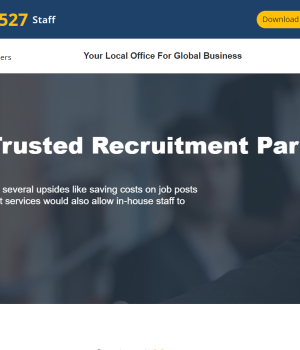 527 Staff
Download
ers
Your Local Office For Global Business
Trusted Recruitment Par
several upsides like saving costs on job posts
t services would also allow in-house staff to